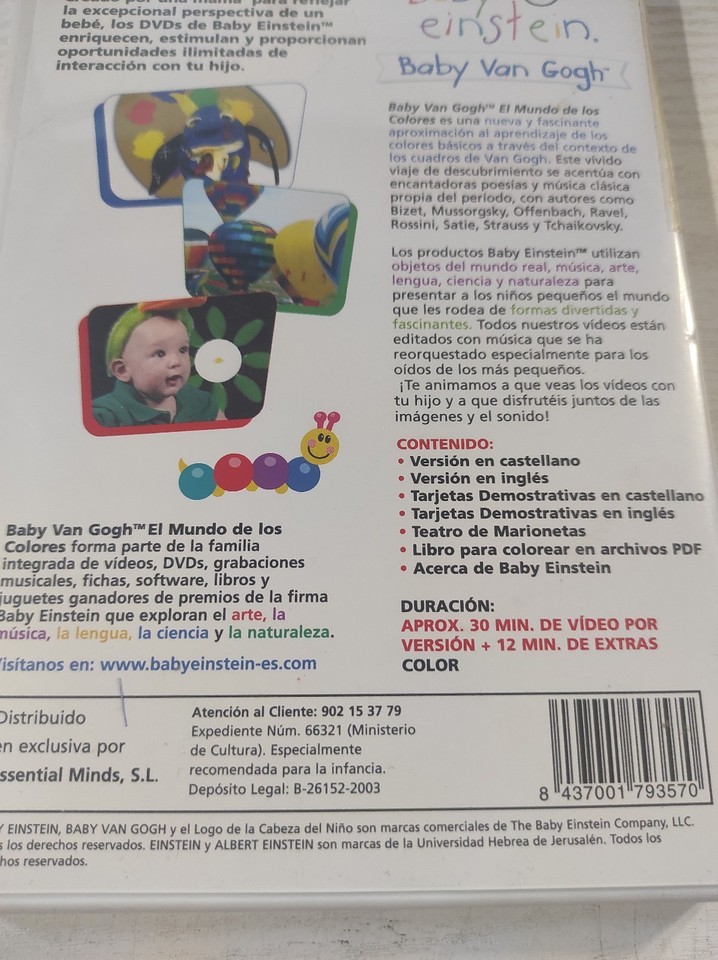 la excepcional perspectiva de un
bebé, los DVDs de Baby Einstein™
enriquecen, estimulan y proporcionan
oportunidades ilimitadas de
interacción con tu hijo.
einstein.
Baby Van Gogh™
Baby Van Gogh™ El Mundo de los
Colores es una nueva y fascinante
aproximación al aprendizaje de los
colores básicos a través del contexto de
los cuadros de Van Gogh. Este vívido
viaje de descubrimiento se acentúa con
encantadoras poesías y música clásica
propia del periodo, con autores como
Bizet, Mussorgsky, Offenbach, Ravel,
Rossini, Satie, Strauss y Tchaikovsky.
Los productos Baby Einstein™ utilizan
objetos del mundo real, música, arte,
lengua, ciencia y naturaleza para
presentar a los niños pequeños el mundo
que les rodea de formas divertidas y
fascinantes. Todos nuestros vídeos están
editados con música que se ha
reorquestado especialmente para los
oídos de los más pequeños.
¡Te animamos a que veas los vídeos con
tu hijo y a que disfrutéis juntos de las
imágenes y el sonido!
CONTENIDO:
• Versión en castellano
• Versión en inglés
• Tarjetas Demostrativas en castellano
• Tarjetas Demostrativas en inglés
• Teatro de Marionetas
• Libro para colorear en archivos PDF
• Acerca de Baby Einstein
DURACIÓN:
APROX. 30 MIN. DE VÍDEO POR
VERSIÓN + 12 MIN. DE EXTRAS
COLOR
Baby Van Gogh™ El Mundo de los
Colores forma parte de la familia
integrada de vídeos, DVDs, grabaciones
musicales, fichas, software, libros y
juguetes ganadores de premios de la firma
Baby Einstein que exploran el arte, la
música, la lengua, la ciencia y la naturaleza.
isítanos en: www.babyeinstein-es.com
Distribuido
en exclusiva por
ssential Minds, S.L.
Atención al Cliente: 902 15 37 79
Expediente Núm. 66321 (Ministerio
de Cultura). Especialmente
recomendada para la infancia.
Depósito Legal: B-26152-2003
8 437001 793570
Y EINSTEIN, BABY VAN GOGH y el Logo de la Cabeza del Niño son marcas comerciales de The Baby Einstein Company, LLC.
s los derechos reservados. EINSTEIN y ALBERT EINSTEIN son marcas de la Universidad Hebrea de Jerusalén. Todos los
hos reservados.